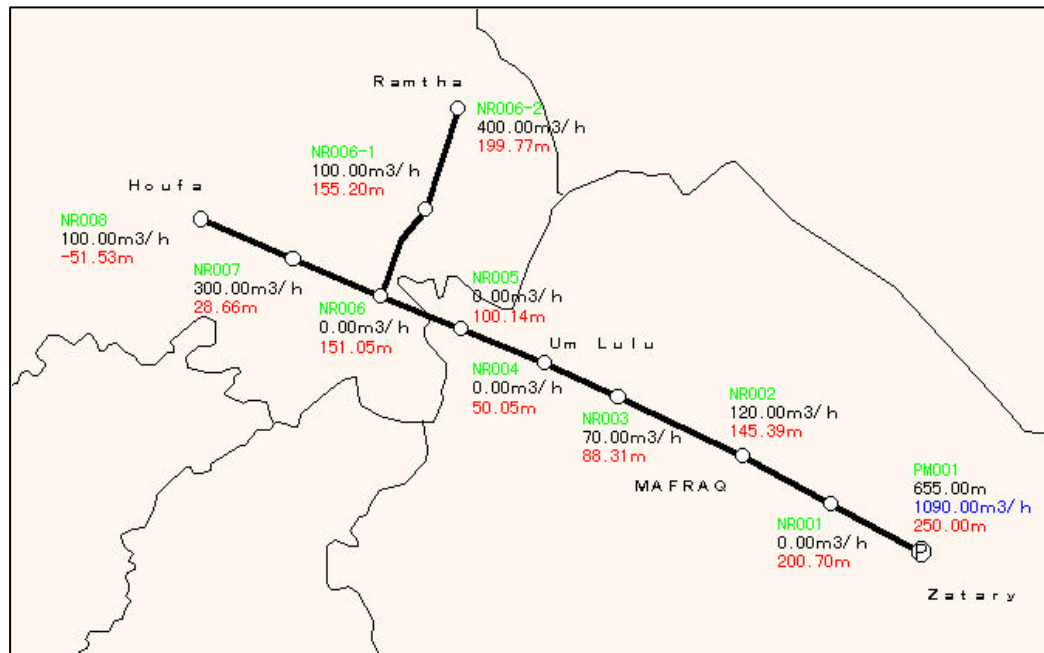 Ramtha
NR006-2
400.00m3/h
199.77m
NR006-1
100.00m3/h
155.20m
Houfa
NR008
100.00m3/h
-51.53m
NR007
300.00m3/h
28.66m
NR006
0.00m3/h
151.05m
NR005
0.00m3/h
100.14m
Um Lulu
NR004
0.00m3/h
50.05m
NR003
70.00m3/h
88.31m
NR002
120.00m3/h
145.39m
MAFRAQ
PM001
655.00m
1090.00m3/h
250.00m
NR001
0.00m3/h
200.70m
P
Zatary